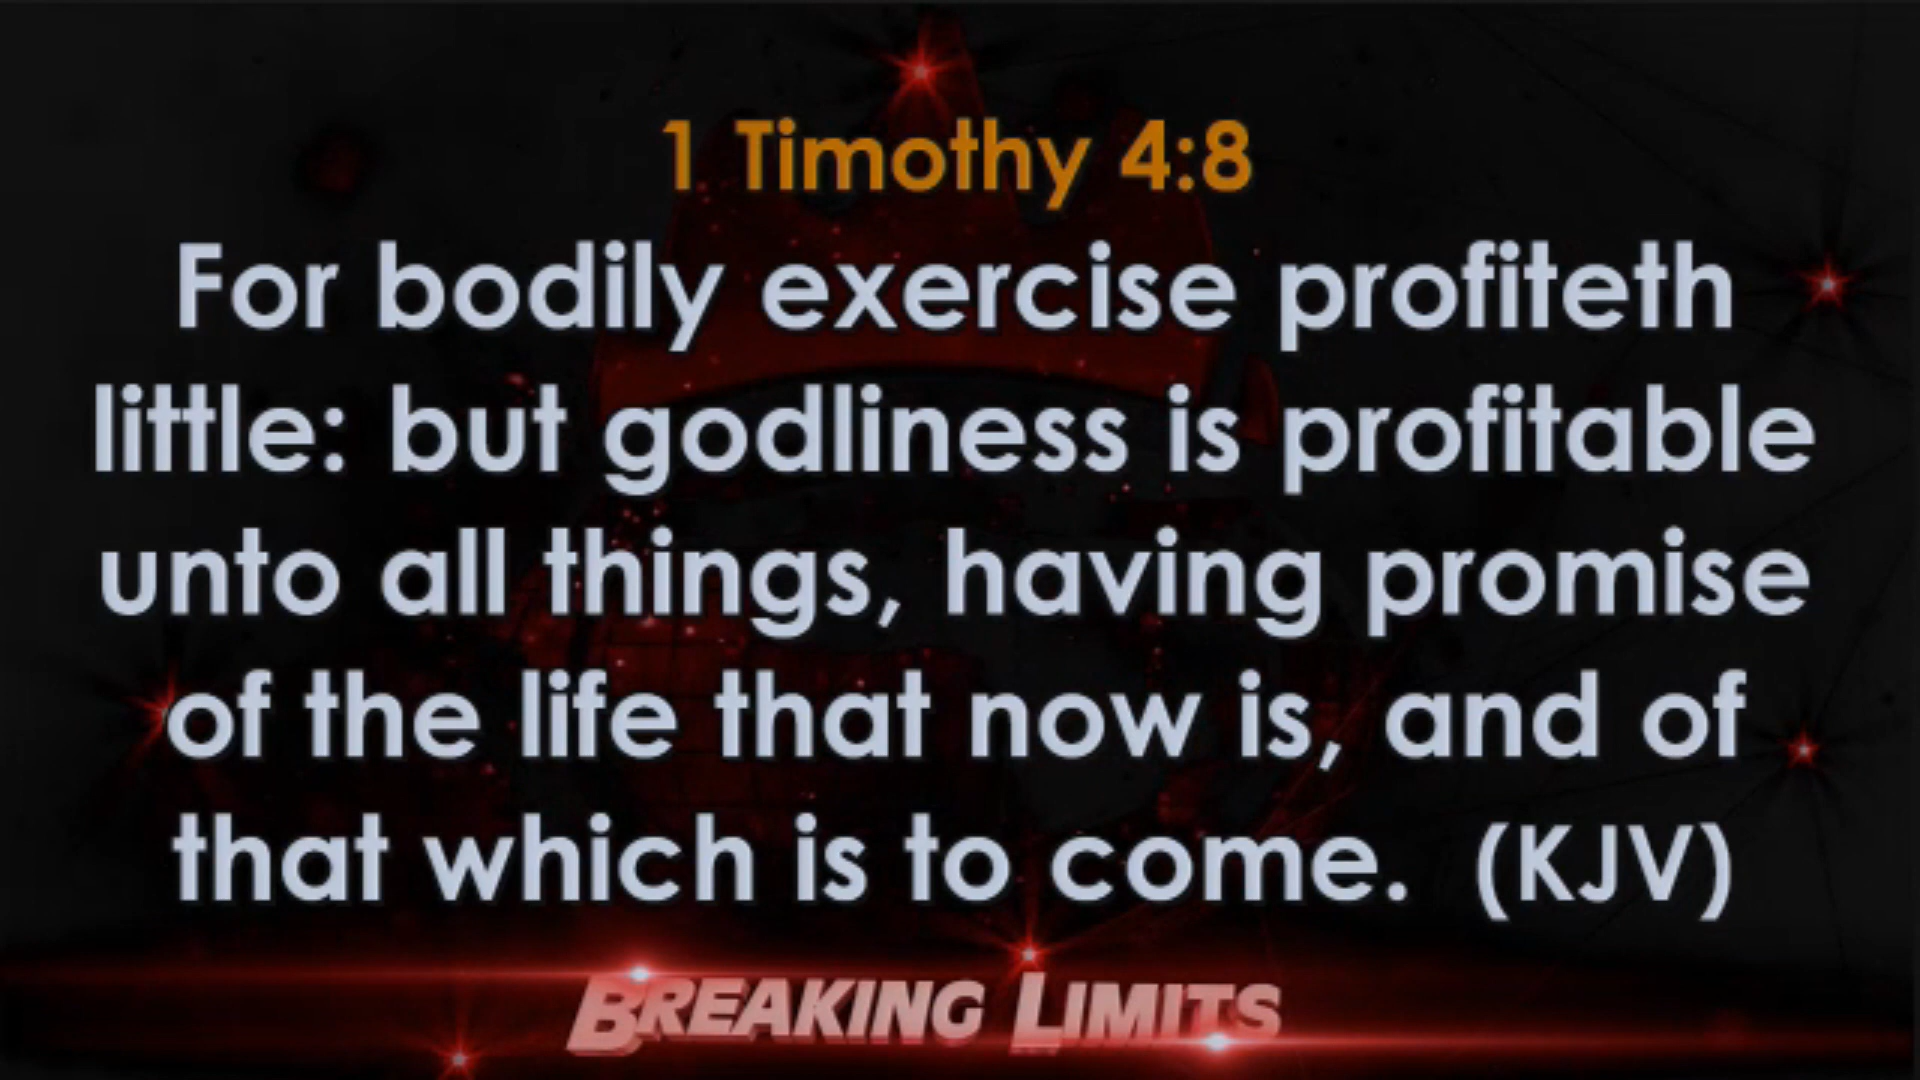 1 Timothy 4:8
For bodily exercise profiteth
little: but godliness is profitable
unto all things, having promise
of the life that now is, and of
that which is to come. (KJV)
BREAKING LIMITS